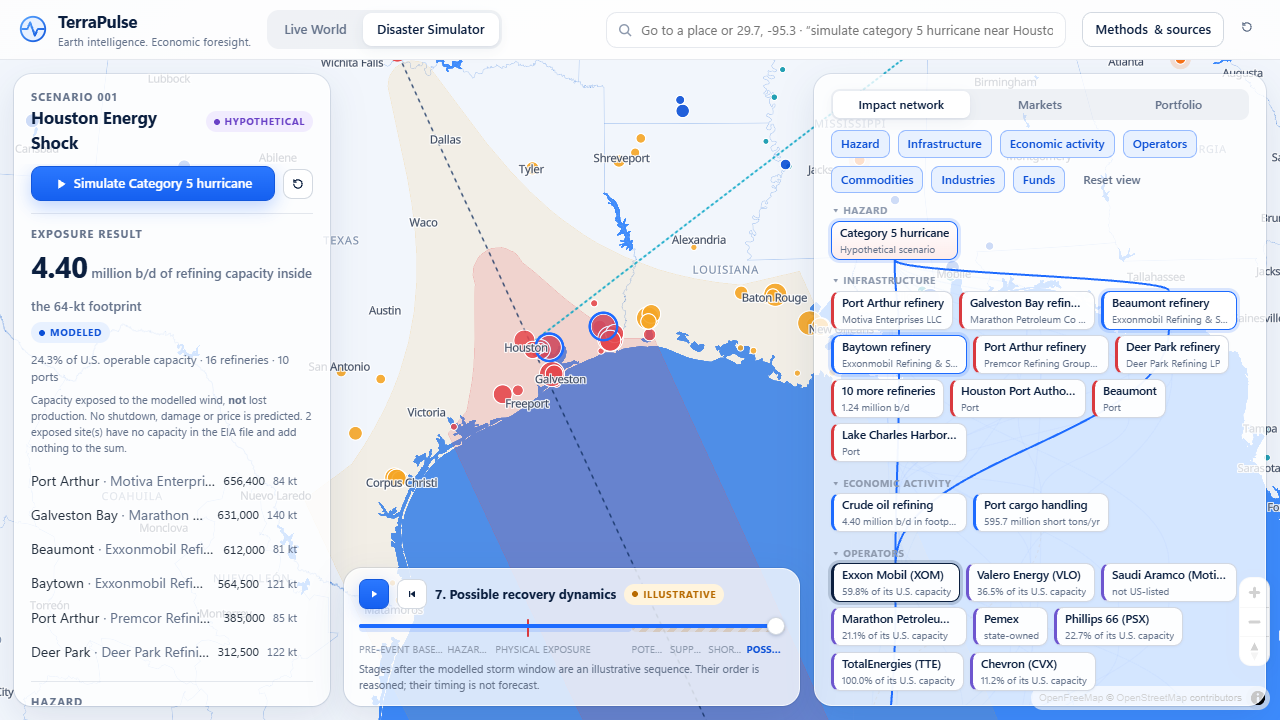 TerraPulse
Earth intelligence. Economic foresight.
Live World
Disaster Simulator
Go to a place or 29.7, -95.3 · "simulate category 5 hurricane near Housto
Methods & sources
SCENARIO 001
Houston Energy
Shock
HYPOTHETICAL
Simulate Category 5 hurricane
EXPOSURE RESULT
4.40 million b/d of refining capacity inside
the 64-kt footprint
MODELED
24.3% of U.S. operable capacity · 16 refineries · 10
ports
Capacity exposed to the modelled wind, not lost
production. No shutdown, damage or price is predicted. 2
exposed site(s) have no capacity in the EIA file and add
nothing to the sum.
Port Arthur · Motiva Enterpri... 656,400 84 kt
Galveston Bay · Marathon ... 631,000 140 kt
Beaumont · Exxonmobil Refi... 612,000 81 kt
Baytown · Exxonmobil Refi... 564,500 121 kt
Port Arthur · Premcor Refini... 385,000 85 kt
Deer Park · Deer Park Refini... 312,500 122 kt
HAZARD
Lubbock
Abilene
Wichita Falls
Dallas
Tyler
Shreveport
Waco
TEXAS
Alexandria
LOUISIANA
Baton Rouge
Austin
Houston
San Antonio
Galveston
Freeport
Victoria
Corpus Christi
COAHUILA
Nuevo Laredo
Monclova
Torreón
Monterrey
Matamoros
Birmingham
Atlanta
Augusta
MISSISSIPPI
Montgomery
Mobile
Tallahassee
New Orleans
7. Possible recovery dynamics
ILLUSTRATIVE
PRE-EVENT BASE... HAZAR... PHYSICAL EXPOSURE POTE... SUPP... SHOR... POSS...
Stages after the modelled storm window are an illustrative sequence. Their order is
reasoned; their timing is not forecast.
Impact network
Markets
Portfolio
Hazard
Infrastructure
Economic activity
Operators
Commodities
Industries
Funds
Reset view
HAZARD
Category 5 hurricane
Hypothetical scenario
INFRASTRUCTURE
Port Arthur refinery
Motiva Enterprises LLC
Galveston Bay refin...
Marathon Petroleum Co ...
Beaumont refinery
Exxonmobil Refining & S...
Baytown refinery
Exxonmobil Refining & S...
Port Arthur refinery
Premcor Refining Group...
Deer Park refinery
Deer Park Refining LP
10 more refineries
1.24 million b/d
Houston Port Autho...
Port
Beaumont
Port
Lake Charles Harbor...
Port
ECONOMIC ACTIVITY
Crude oil refining
4.40 million b/d in footp...
Port cargo handling
595.7 million short tons/yr
OPERATORS
Exxon Mobil (XOM)
59.8% of its U.S. capacity
Valero Energy (VLO)
36.5% of its U.S. capacity
Saudi Aramco (Moti...
not US-listed
Marathon Petroleu...
21.1% of its U.S. capacity
Pemex
state-owned
Phillips 66 (PSX)
22.7% of its U.S. capacity
TotalEnergies (TTE)
100.0% of its U.S. capacity
Chevron (CVX)
11.2% of its U.S. capacity
OpenFreeMap © OpenStreetMap contributors